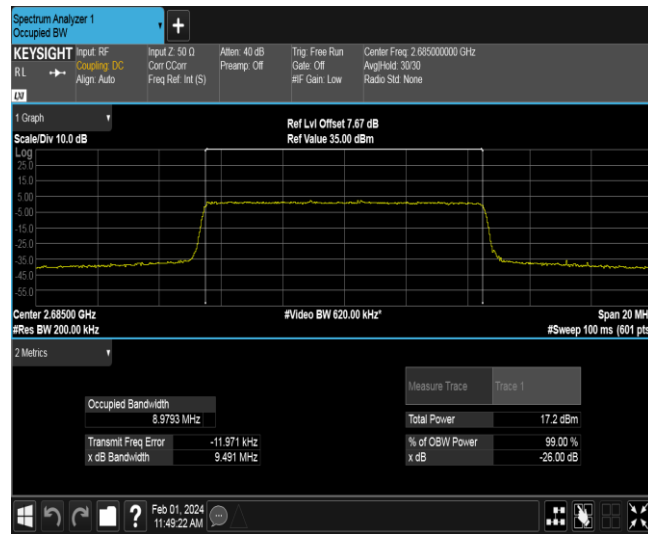 Spectrum Analyzer 1
Occupied BW
+
KEYSIGHT
RL
LXI
Input: RF
Coupling: DC
Align: Auto
Input Z: 50 Ω
Corr CCorr
Freq Ref: Int (S)
Atten: 40 dB
Preamp: Off
Trig: Free Run
Gate: Off
#IF Gain: Low
Center Freq: 2.685000000 GHz
Avg|Hold: 30/30
Radio Std: None
1 Graph
Scale/Div 10.0 dB
Ref Lvl Offset 7.67 dB
Ref Value 35.00 dBm
Log
25.0
15.0
5.00
-5.00
-15.0
-25.0
-35.0
-45.0
-55.0
Center 2.68500 GHz
#Res BW 200.00 kHz
#Video BW 620.00 kHz*
Span 20 MH
#Sweep 100 ms (601 pts
2 Metrics
Measure Trace Trace 1
Occupied Bandwidth
8.9793 MHz
Total Power 17.2 dBm
Transmit Freq Error -11.971 kHz
% of OBW Power 99.00 %
x dB Bandwidth 9.491 MHz
x dB -26.00 dB
?
Feb 01, 2024
11:49:22 AM